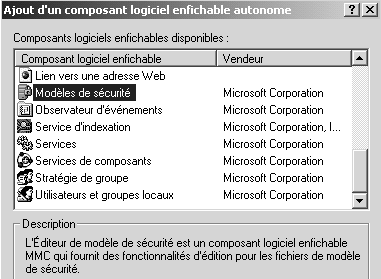 Ajout d'un composant logiciel enfichable autonome
Composants logiciels enfichables disponibles :
Composant logiciel enfichable Vendeur
Lien vers une adresse Web
Modèles de sécurité Microsoft Corporation
Observateur d'événements Microsoft Corporation
Service d'indexation Microsoft Corporation, I...
Services Microsoft Corporation
Services de composants Microsoft Corporation
Stratégie de groupe Microsoft Corporation
Utilisateurs et groupes locaux Microsoft Corporation
Description
L'Éditeur de modèle de sécurité est un composant logiciel enfichable
MMC qui fournit des fonctionnalités d'édition pour les fichiers de modèle
de sécurité.